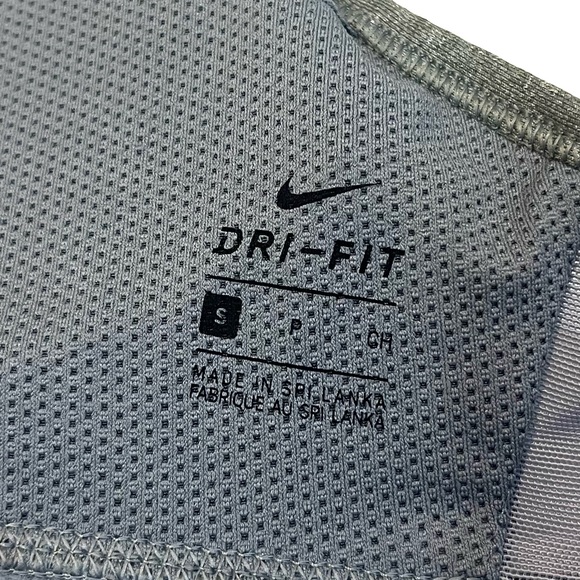 DRI-FIT
S P CH
MADE IN SRI LANKA
FABRIQUE AU SRI LANKA